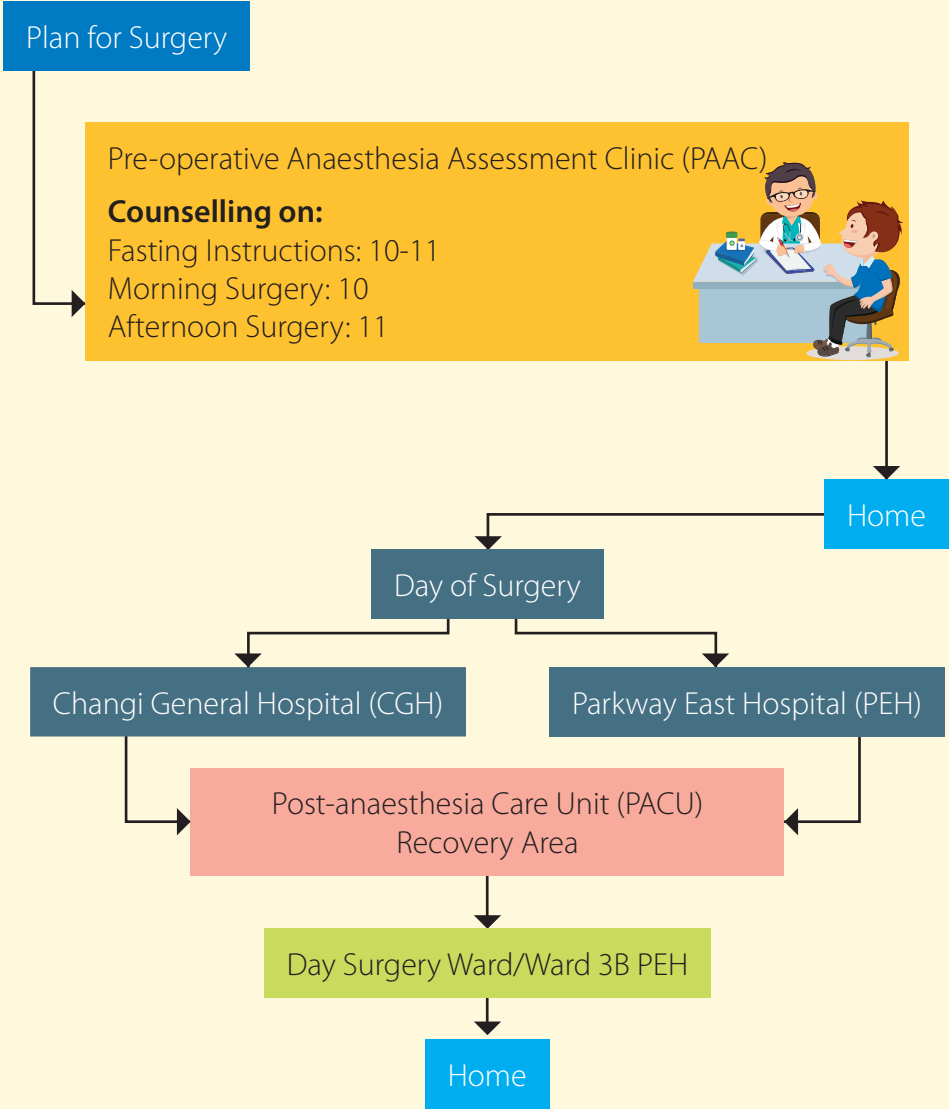 Plan for Surgery
Pre-operative Anaesthesia Assessment Clinic (PAAC)
Counselling on:
Fasting Instructions: 10-11
Morning Surgery: 10
Afternoon Surgery: 11
Home
Day of Surgery
Changi General Hospital (CGH)
Parkway East Hospital (PEH)
Post-anaesthesia Care Unit (PACU)
Recovery Area
Day Surgery Ward/Ward 3B PEH
Home